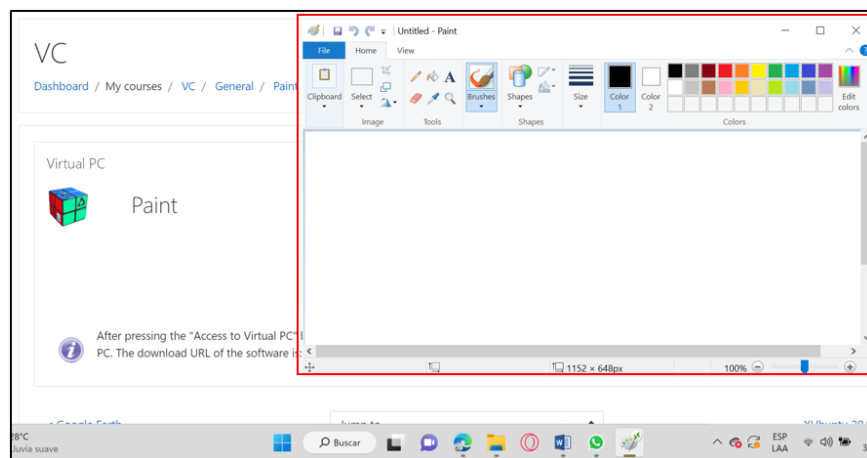 VC
Dashboard / My courses / VC / General / Paint
Virtual PC
Paint
After pressing the "Access to Virtual PC"
PC. The download URL of the software is:
Untitled - Paint
File Home View
Clipboard
Select
Image
A
Tools
Brushes
Shapes
Shapes
Size
Color 1
Color 2
Edit colors
Colors
1152 × 648px
100%
Jump to
28°C
Lluvia suave
Buscar
W
ESP
LAA